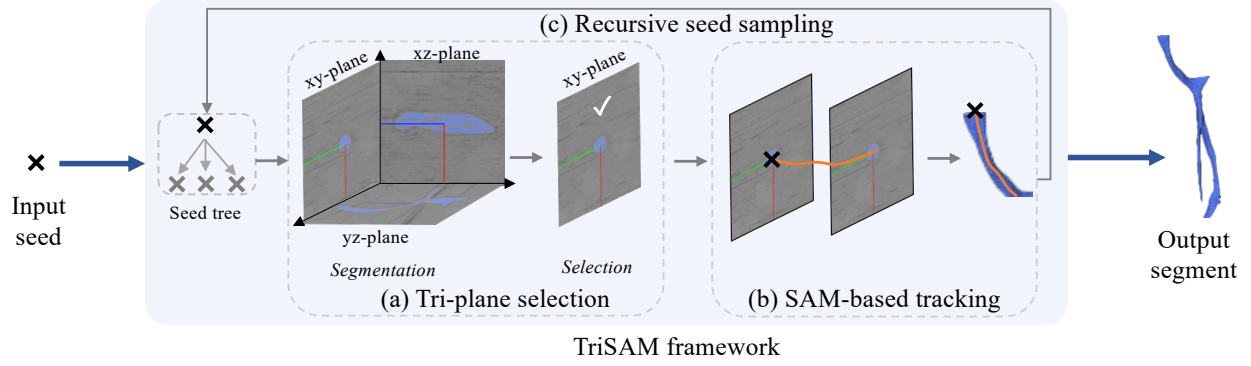 (c) Recursive seed sampling
xy-plane
xz-plane
xy-plane
Input
seed
Seed tree
yz-plane
Segmentation
Selection
(a) Tri-plane selection
(b) SAM-based tracking
Output
segment
TriSAM framework